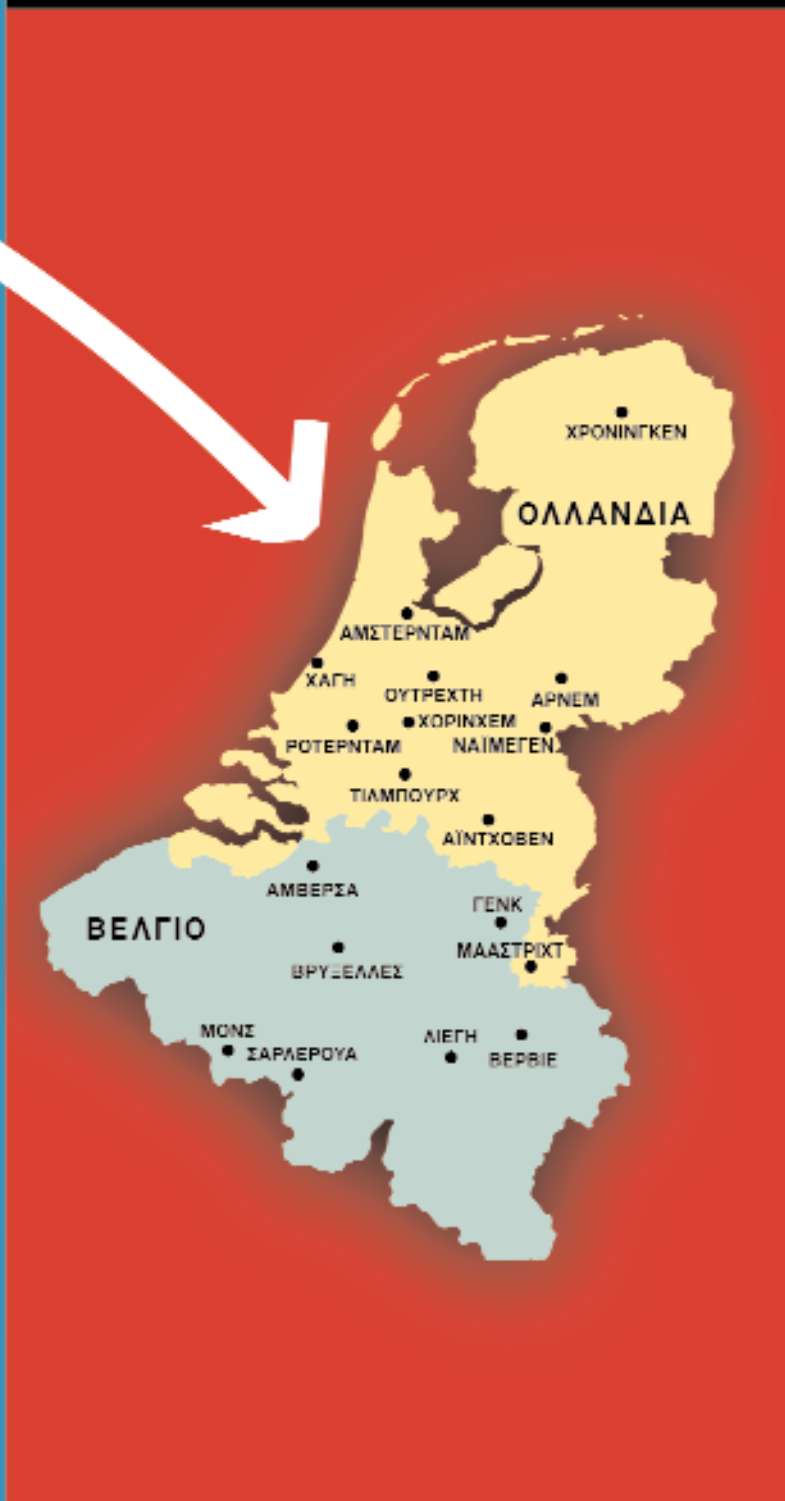 ΧΡΟΝΙΝΓΚΕΝ
ΟΛΛΑΝΔΙΑ
ΑΜΣΤΕΡΝΤΑΜ
ΧΑΓΗ
ΟΥΤΡΕΧΤΗ
ΑΡΝΕΜ
ΧΟΡΙΝΧΕΜ
ΡΟΤΕΡΝΤΑΜ
ΝΑΪΜΕΓΕΝ
ΤΙΛΜΠΟΥΡΧ
ΑΪΝΤΧΟΒΕΝ
ΑΜΒΕΡΣΑ
ΓΕΝΚ
ΒΕΛΓΙΟ
ΜΑΑΣΤΡΙΧΤ
ΒΡΥΞΕΛΛΕΣ
ΜΟΝΣ
ΣΑΡΛΕΡΟΥΑ
ΛΙΕΓΗ
ΒΕΡΒΙΕ